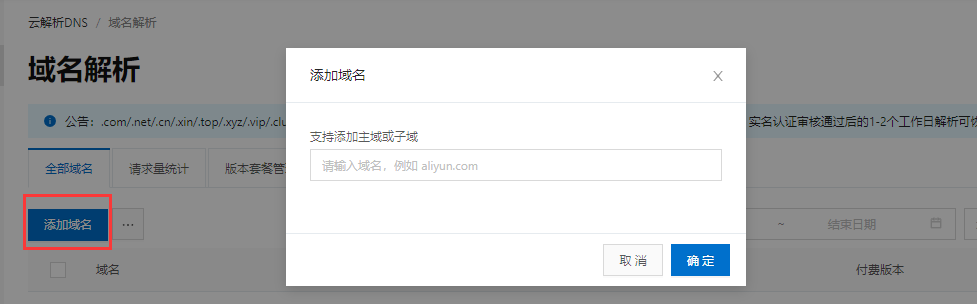 云解析DNS / 域名解析
域名解析
添加域名
公告：.com/.net/.cn/.xin/.top/.xyz/.vip/.clu
实名认证审核通过后的1-2个工作日解析可恢
支持添加主域或子域
请输入域名，例如 aliyun.com
全部域名 请求量统计 版本套餐管
添加域名 ···
~ 结束日期
取 消 确 定
域名 付费版本